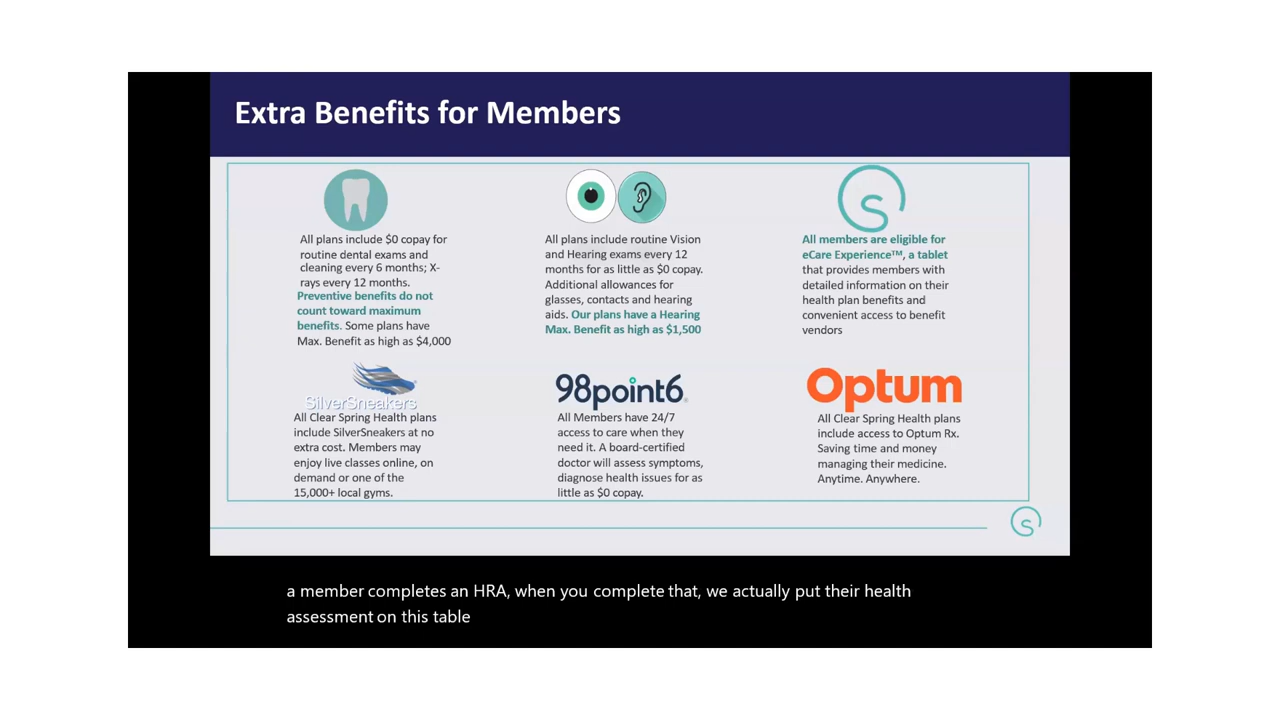 Extra Benefits for Members
All plans include $0 copay for
routine dental exams and
cleaning every 6 months; X-
rays every 12 months.
Preventive benefits do not
count toward maximum
benefits. Some plans have
Max. Benefit as high as $4,000
All plans include routine Vision
and Hearing exams every 12
months for as little as $0 copay.
Additional allowances for
glasses, contacts and hearing
aids. Our plans have a Hearing
Max. Benefit as high as $1,500
S
All members are eligible for
eCare Experience™, a tablet
that provides members with
detailed information on their
health plan benefits and
convenient access to benefit
vendors
SilverSneakers
All Clear Spring Health plans
include SilverSneakers at no
extra cost. Members may
enjoy live classes online, on
demand or one of the
15,000+ local gyms.
98point6
All Members have 24/7
access to care when they
need it. A board-certified
doctor will assess symptoms,
diagnose health issues for as
little as $0 copay.
Optum
All Clear Spring Health plans
include access to Optum Rx.
Saving time and money
managing their medicine.
Anytime. Anywhere.
S
a member completes an HRA, when you complete that, we actually put their health
assessment on this table